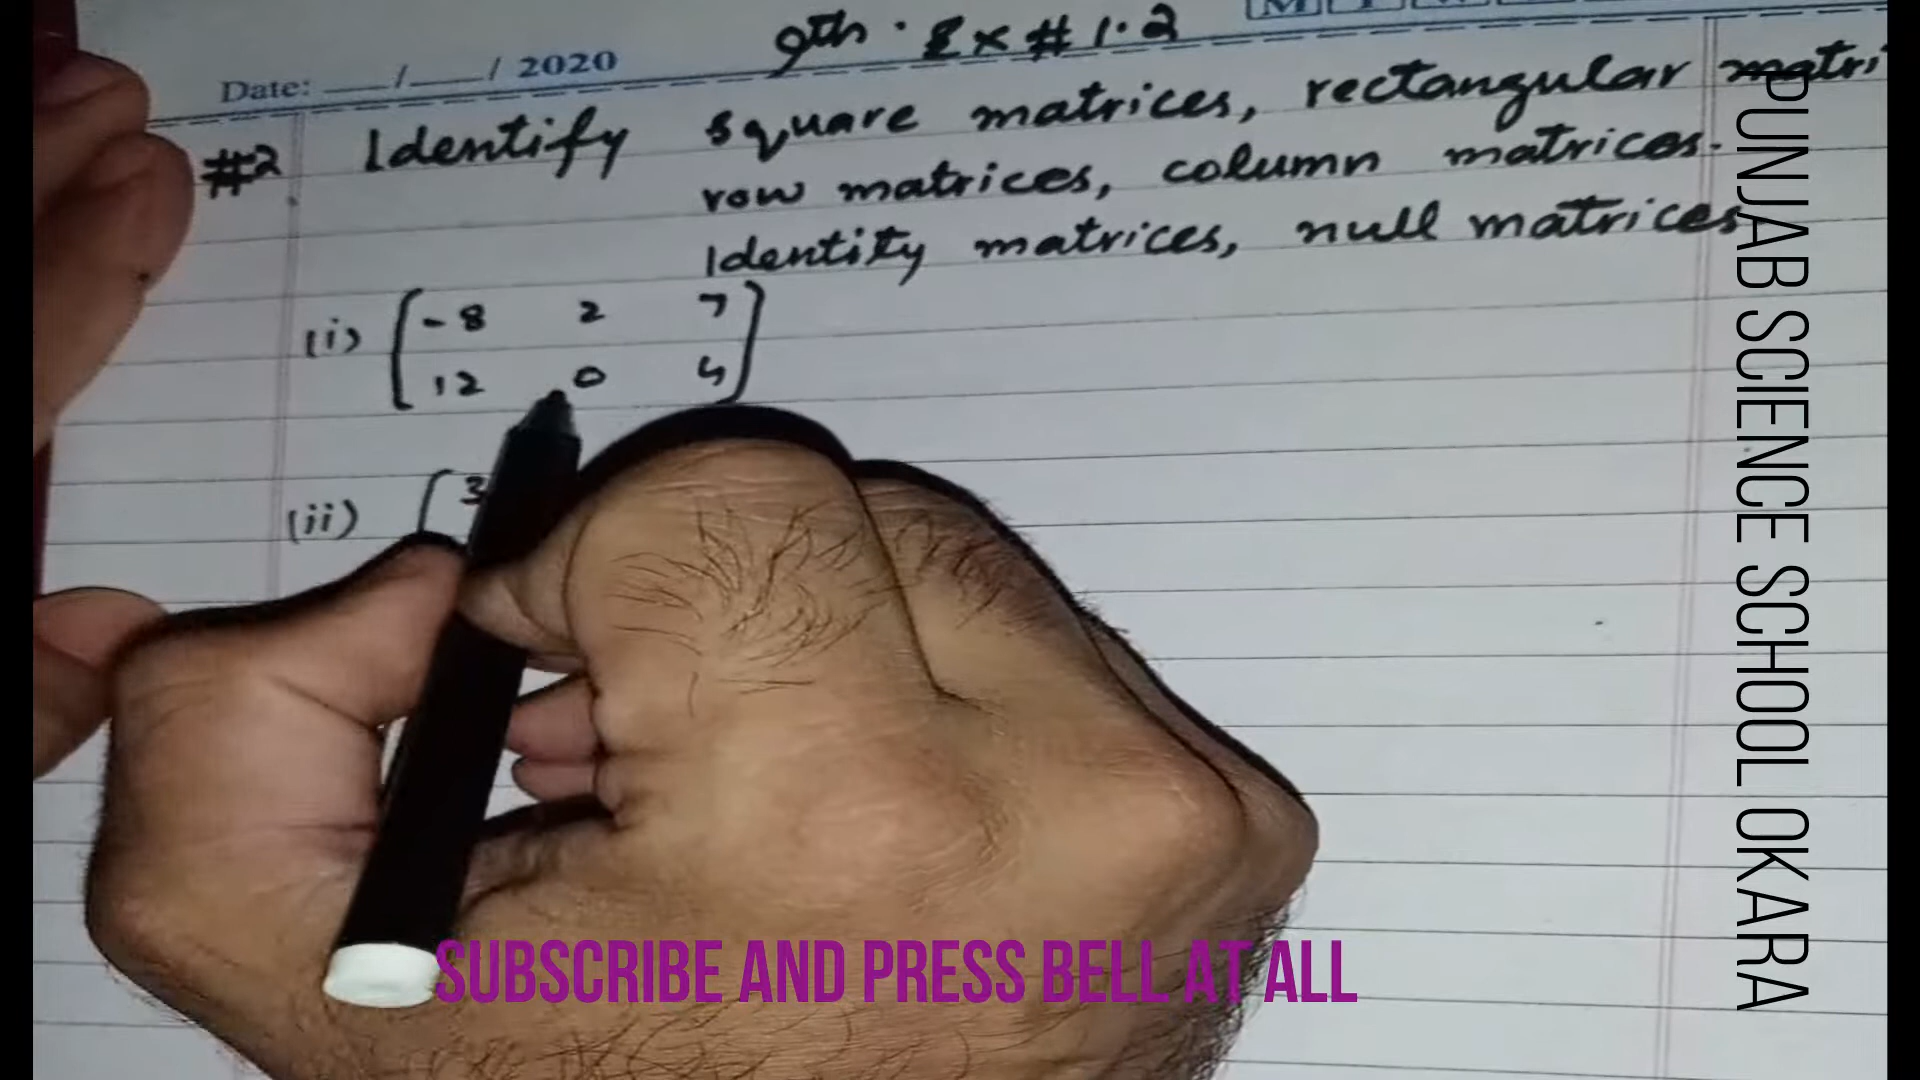 9th. Ex # 1.2
Date: ___/___/ 2020
#2. Identify square matrices, rectangular matri
row matrices, column matrices.
Identity matrices, null matrices
(i) [-8 2 7
12 0 4]
(ii) [3
PUNJAB SCIENCE SCHOOL OKARA
SUBSCRIBE AND PRESS BELL AT ALL